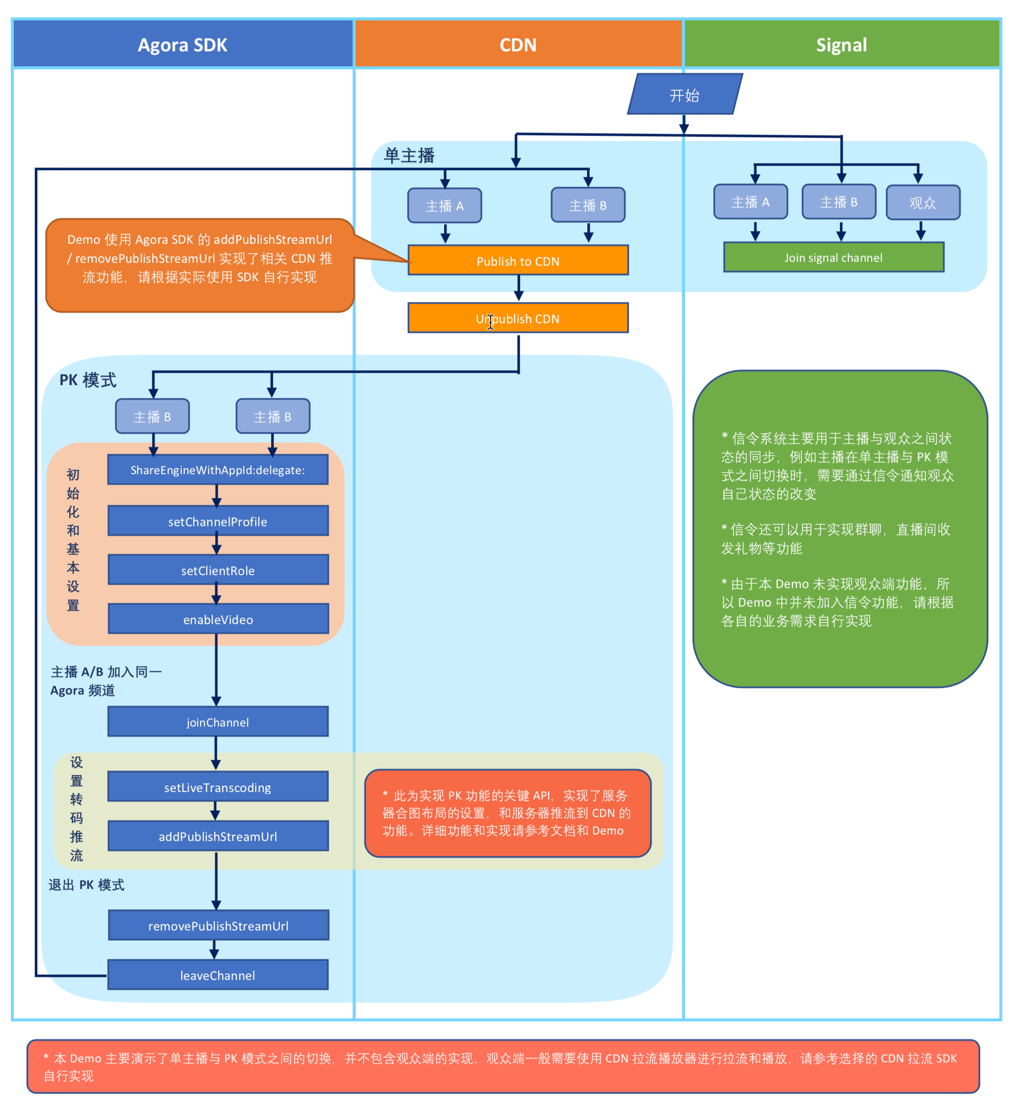 Agora SDK
CDN
Signal
开始
单主播
主播 A
主播 B
主播 A
主播 B
观众
Demo 使用 Agora SDK 的 addPublishStreamUrl
/ removePublishStreamUrl 实现了相关 CDN 推
流功能，请根据实际使用 SDK 自行实现
Publish to CDN
Join signal channel
Unpublish CDN
PK 模式
主播 B
主播 B
初始化和基本设置
ShareEngineWithAppId:delegate:
setChannelProfile
setClientRole
enableVideo
* 信令系统主要用于主播与观众之间状
态的同步，例如主播在单主播与 PK 模
式之间切换时，需要通过信令通知观众
自己状态的改变
* 信令还可以用于实现群聊，直播间收
发礼物等功能
* 由于本 Demo 未实现观众端功能，所
以 Demo 中并未加入信令功能，请根据
各自的业务需求自行实现
主播 A/B 加入同一
Agora 频道
joinChannel
设置转码推流
setLiveTranscoding
addPublishStreamUrl
* 此为实现 PK 功能的关键 API，实现了服务
器合图布局的设置，和服务器推流到 CDN 的
功能。详细功能和实现请参考文档和 Demo
退出 PK 模式
removePublishStreamUrl
leaveChannel
* 本 Demo 主要演示了单主播与 PK 模式之间的切换，并不包含观众端的实现，观众端一般需要使用 CDN 拉流播放器进行拉流和播放，请参考选择的 CDN 拉流 SDK
自行实现